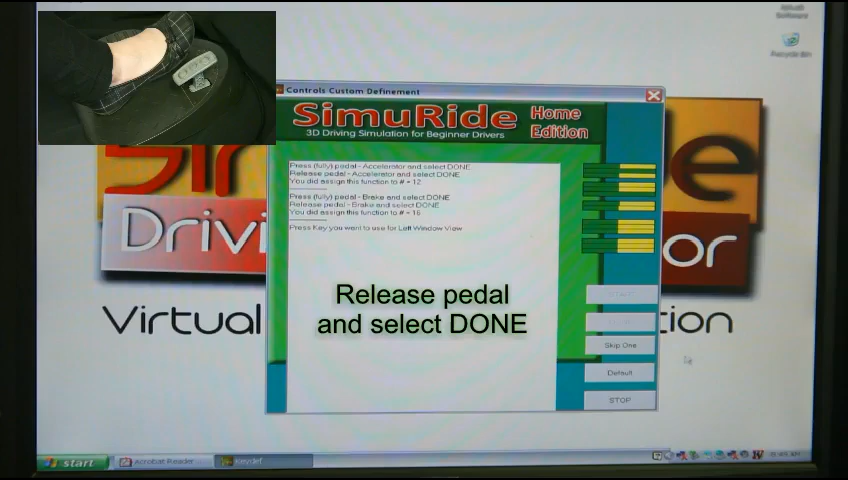 Virtual
Software
Recycle Bin
Controls Custom Definement
SimuRide
Home
Edition
3D Driving Simulation for Beginner Drivers
Press (fully) pedal - Accelerator and select DONE
Release pedal - Accelerator and select DONE
You did assign this function to # = 12
Press (fully) pedal - Brake and select DONE
Release pedal - Brake and select DONE
You did assign this function to # = 16
Press Key you want to use for Left Window View
Release pedal
and select DONE
Skip One
Default
STOP
Drivi
or
Virtual
tion
start
Acrobat Reader
Keydef